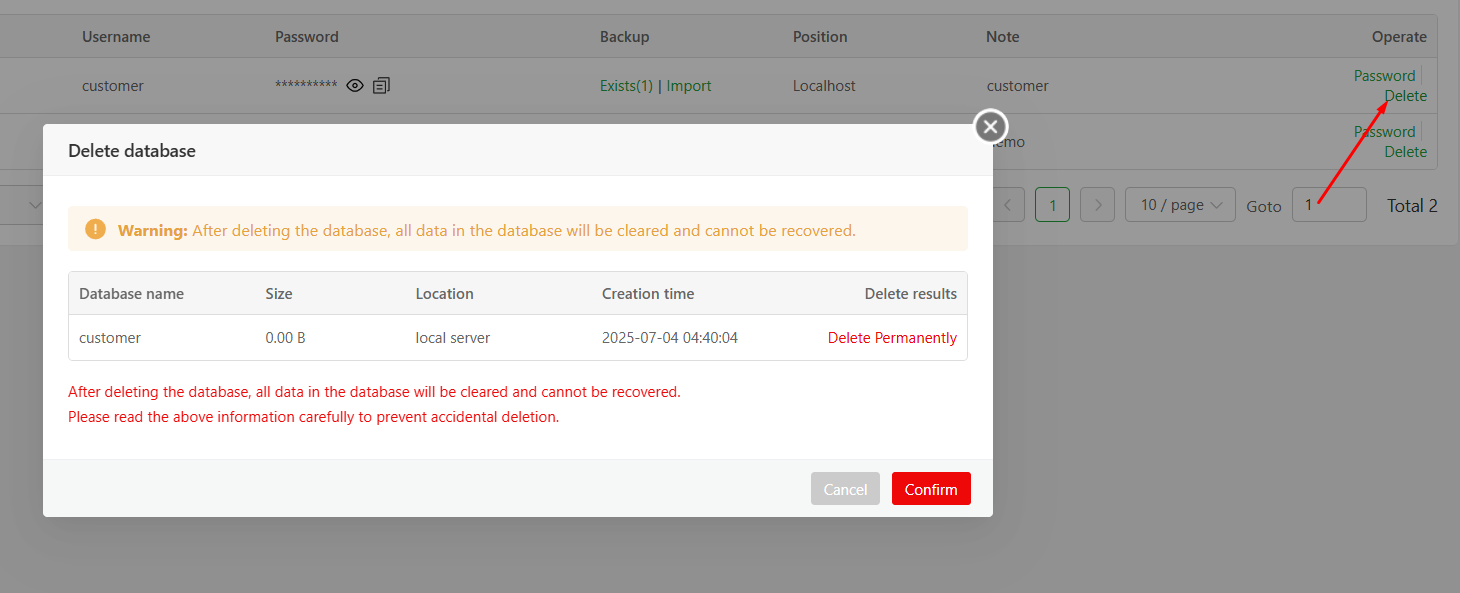 Username Password Backup Position Note Operate
customer ********** Exists(1) | Import Localhost customer Password
Delete
Delete database
emo Password
Delete
Warning: After deleting the database, all data in the database will be cleared and cannot be recovered.
1 10 / page Goto 1 Total 2
Database name Size Location Creation time Delete results
customer 0.00 B local server 2025-07-04 04:40:04 Delete Permanently
After deleting the database, all data in the database will be cleared and cannot be recovered.
Please read the above information carefully to prevent accidental deletion.
Cancel Confirm